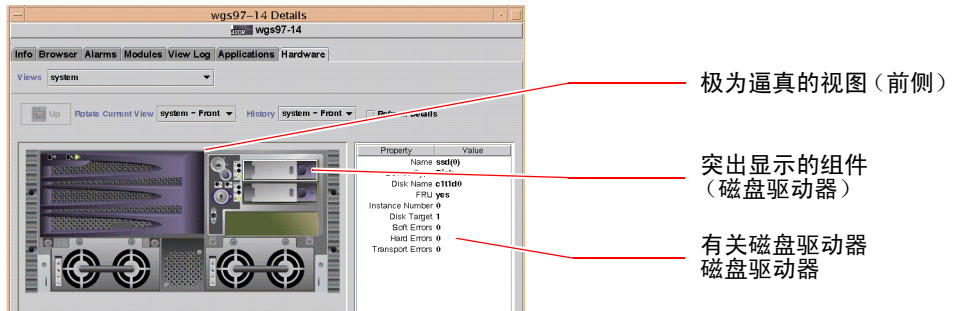 wgs97-14 Details
480R wgs97-14
Info Browser Alarms Modules View Log Applications Hardware
Views system
Up Rotate Current View system - Front History system - Front Details
Property Value
Name ssd(0)
Disk Name c1t1d0
FRU yes
Instance Number 0
Disk Target 1
Soft Errors 0
Hard Errors 0
Transport Errors 0
极为逼真的视图（前侧）
突出显示的组件
（磁盘驱动器）
有关磁盘驱动器
磁盘驱动器